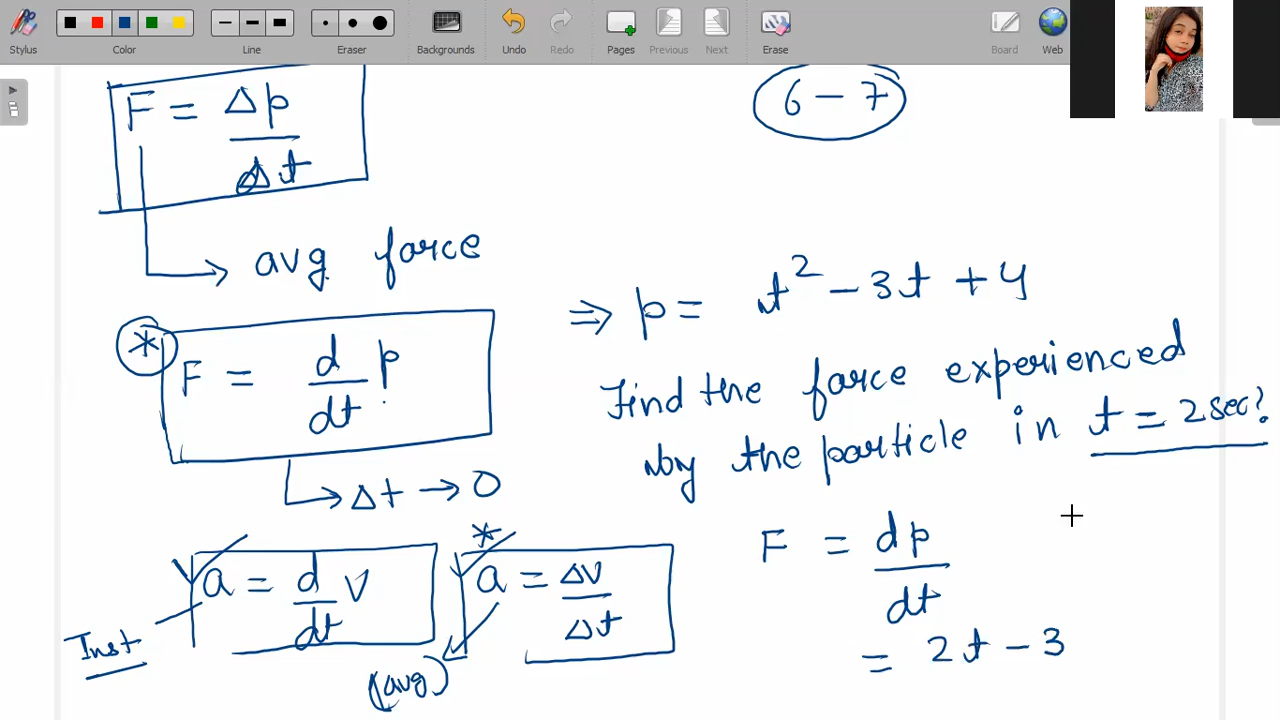 Stylus Color Line Eraser Backgrounds Undo Redo Pages Previous Next Erase Board Web
F = Δp / Δt
6 - 7
avg force
⇒ p = t² - 3t + 4
* F = d/dt p
Find the force experienced
by the particle in t = 2 sec?
Δt → 0
F = dp/dt
= 2t - 3
a = d/dt v
Inst
* a = Δv / Δt
(avg)